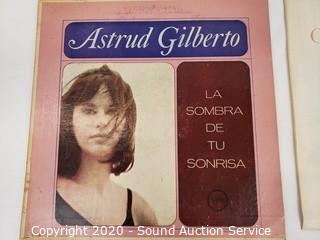 Astrud Gilberto
LA
SOMBRA
DE
TU
SONRISA
Copyright 2020 - Sound Auction Service